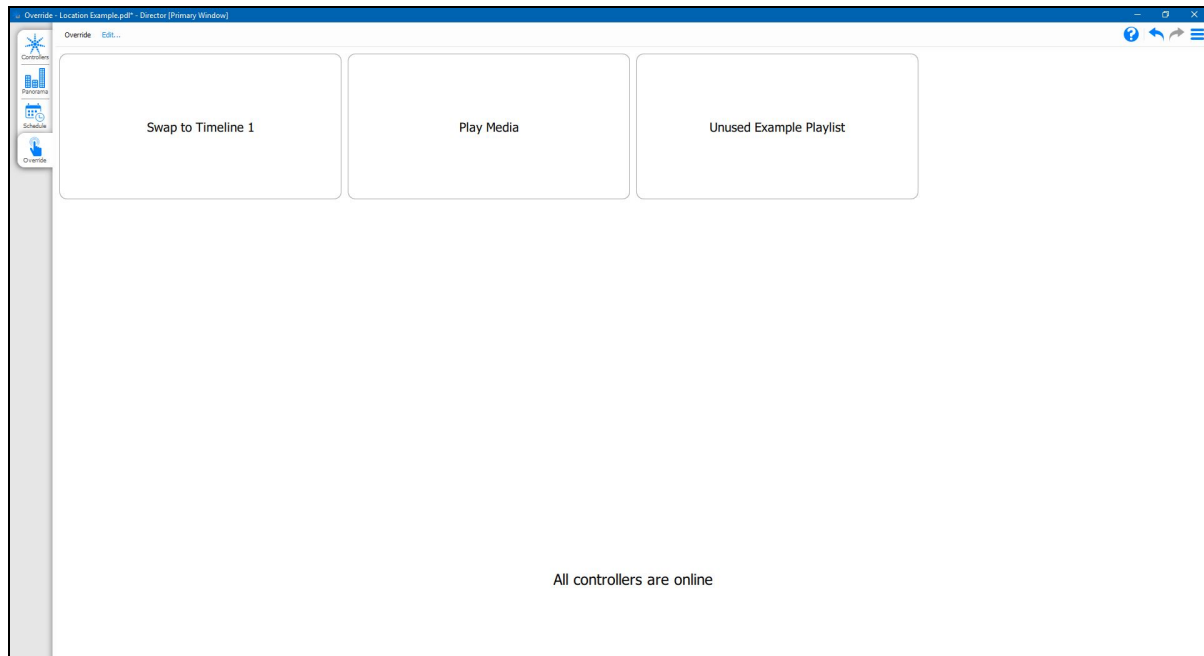 Override - Location Example.pdl* - Director [Primary Window]
Override Edit...
Controllers
Panorama
Schedule
Override
Swap to Timeline 1
Play Media
Unused Example Playlist
All controllers are online